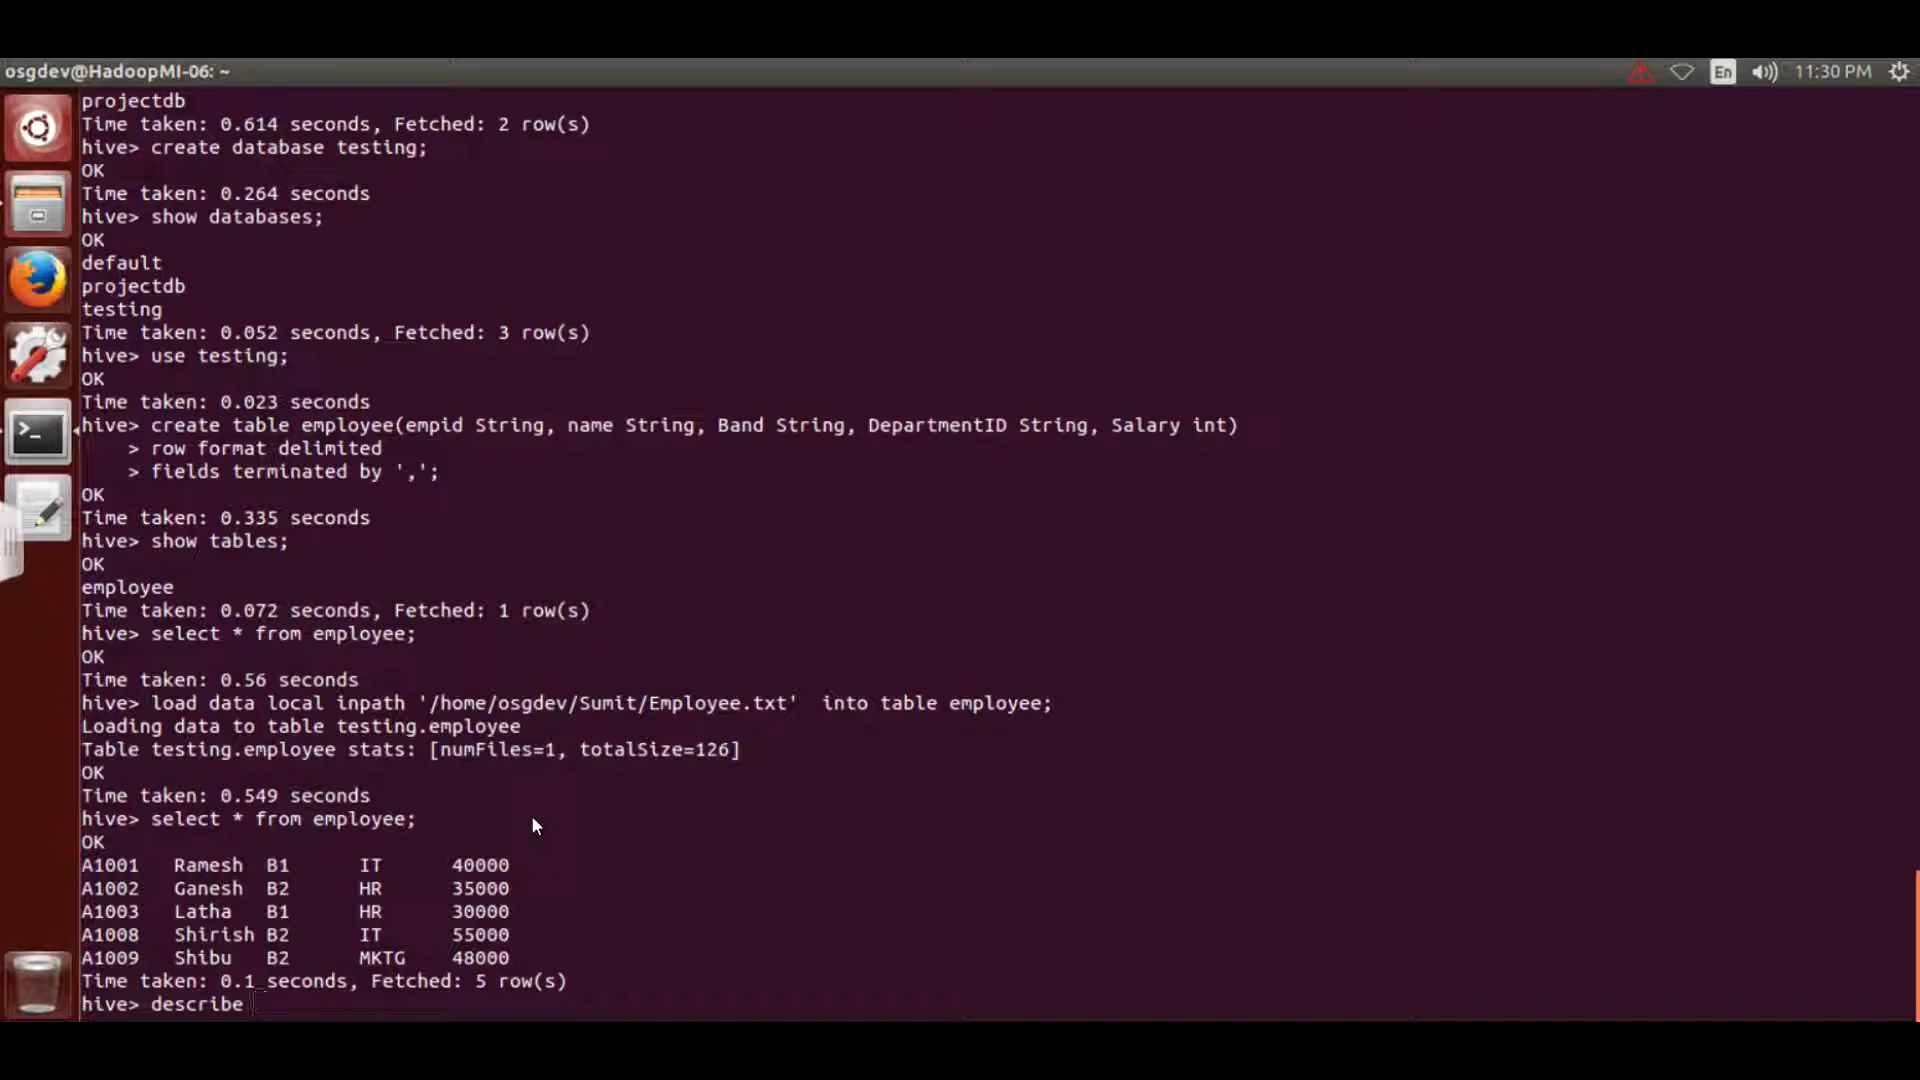 osgdev@HadoopMI-06: ~
En
11:30 PM
projectdb
Time taken: 0.614 seconds, Fetched: 2 row(s)
hive> create database testing;
OK
Time taken: 0.264 seconds
hive> show databases;
OK
default
projectdb
testing
Time taken: 0.052 seconds, Fetched: 3 row(s)
hive> use testing;
OK
Time taken: 0.023 seconds
hive> create table employee(empid String, name String, Band String, DepartmentID String, Salary int)
> row format delimited
> fields terminated by ',';
OK
Time taken: 0.335 seconds
hive> show tables;
OK
employee
Time taken: 0.072 seconds, Fetched: 1 row(s)
hive> select * from employee;
OK
Time taken: 0.56 seconds
hive> load data local inpath '/home/osgdev/Sumit/Employee.txt'  into table employee;
Loading data to table testing.employee
Table testing.employee stats: [numFiles=1, totalSize=126]
OK
Time taken: 0.549 seconds
hive> select * from employee;
OK
A1001 Ramesh B1 IT 40000
A1002 Ganesh B2 HR 35000
A1003 Latha B1 HR 30000
A1008 Shirish B2 IT 55000
A1009 Shibu B2 MKTG 48000
Time taken: 0.1 seconds, Fetched: 5 row(s)
hive> describe